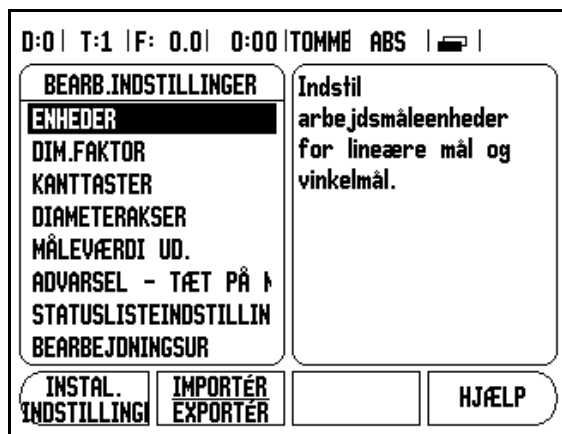 D:0 | T:1 | F: 0.0 | 0:00 | TOMME ABS | |
BEARB.INDSTILLINGER
ENHEDER
DIM.FAKTOR
KANTTASTER
DIAMETERAKSER
MÅLEVÆRDI UD.
ADVARSEL - TÆT PÅ
STATUSLISTEINDSTILLIN
BEARBEJDNINGSUR
Indstil
arbejdsmåleenheder
for lineære mål og
vinkelmål.
INSTAL.
INDSTILLING
IMPORTÉR
EXPORTÉR
HJÆLP